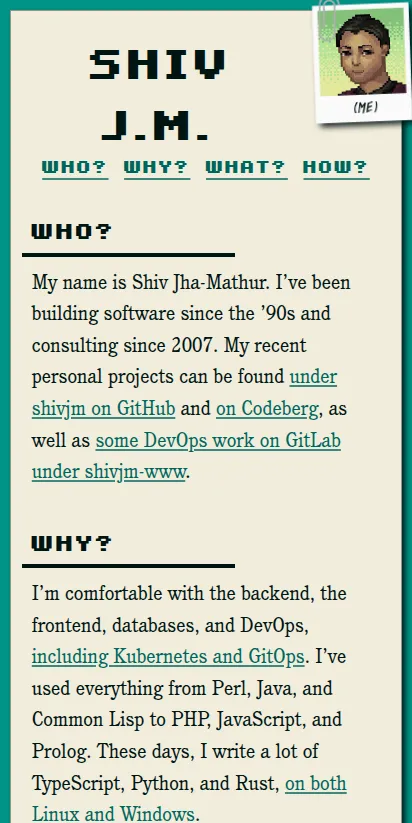 SHIV
J.M.
(ME)
WHO? WHY? WHAT? HOW?
WHO?
My name is Shiv Jha-Mathur. I’ve been
building software since the ’90s and
consulting since 2007. My recent
personal projects can be found under
shivjm on GitHub and on Codeberg, as
well as some DevOps work on GitLab
under shivjm-www.
WHY?
I’m comfortable with the backend, the
frontend, databases, and DevOps,
including Kubernetes and GitOps. I’ve
used everything from Perl, Java, and
Common Lisp to PHP, JavaScript, and
Prolog. These days, I write a lot of
TypeScript, Python, and Rust, on both
Linux and Windows.